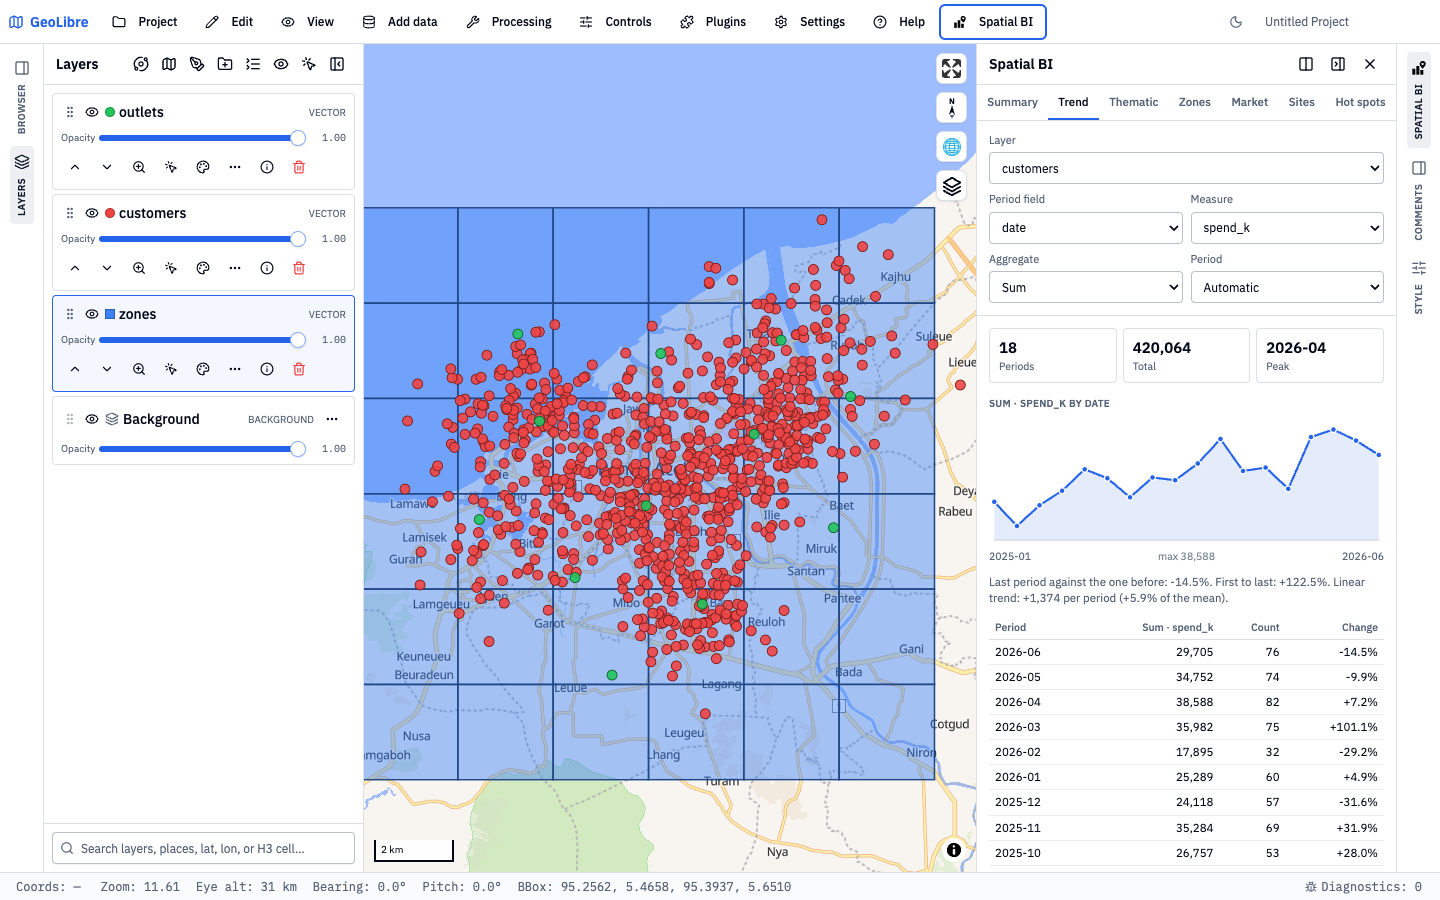 GeoLibre Project Edit View Add data Processing Controls Plugins Settings Help Spatial BI Untitled Project
BROWSER
LAYERS
Layers
outlets VECTOR
Opacity 1.00
customers VECTOR
Opacity 1.00
zones VECTOR
Opacity 1.00
Background BACKGROUND
Opacity 1.00
Search layers, places, lat, lon, or H3 cell...
N
Kajhu
Cadek
Suleue
Lieue
Lamaw
Deya
Rabeu
Baet
Ilie
Lamisek
Miruk
Guran
Santan
Lamgeueu
Mibo
Pantee
Garot
Reuloh
Gani
Keuneueu
Beuradeun
Bada
Leuue
Lagang
Cotgud
Leugeu
Nusa
Niron
mgaboh
Lhang
Turam
Nya
2 km
Spatial BI
Summary Trend Thematic Zones Market Sites Hot spots
Layer
customers
Period field Measure
date spend_k
Aggregate Period
Sum Automatic
18 420,064 2026-04
Periods Total Peak
SUM · SPEND_K BY DATE
2025-01 max 38,588 2026-06
Last period against the one before: -14.5%. First to last: +122.5%. Linear
trend: +1,374 per period (+5.9% of the mean).
Period Sum · spend_k Count Change
2026-06 29,705 76 -14.5%
2026-05 34,752 74 -9.9%
2026-04 38,588 82 +7.2%
2026-03 35,982 75 +101.1%
2026-02 17,895 32 -29.2%
2026-01 25,289 60 +4.9%
2025-12 24,118 57 -31.6%
2025-11 35,284 69 +31.9%
2025-10 26,757 53 +28.0%
SPATIAL BI
COMMENTS
STYLE
Coords: — Zoom: 11.61 Eye alt: 31 km Bearing: 0.0° Pitch: 0.0° BBox: 95.2562, 5.4658, 95.3937, 5.6510 Diagnostics: 0